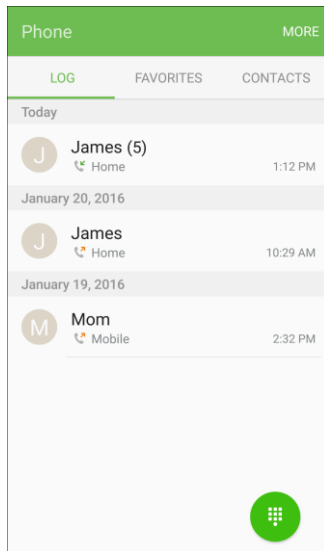 Phone MORE
LOG FAVORITES CONTACTS
Today
J James (5)
Home 1:12 PM
January 20, 2016
J James
Home 10:29 AM
January 19, 2016
M Mom
Mobile 2:32 PM